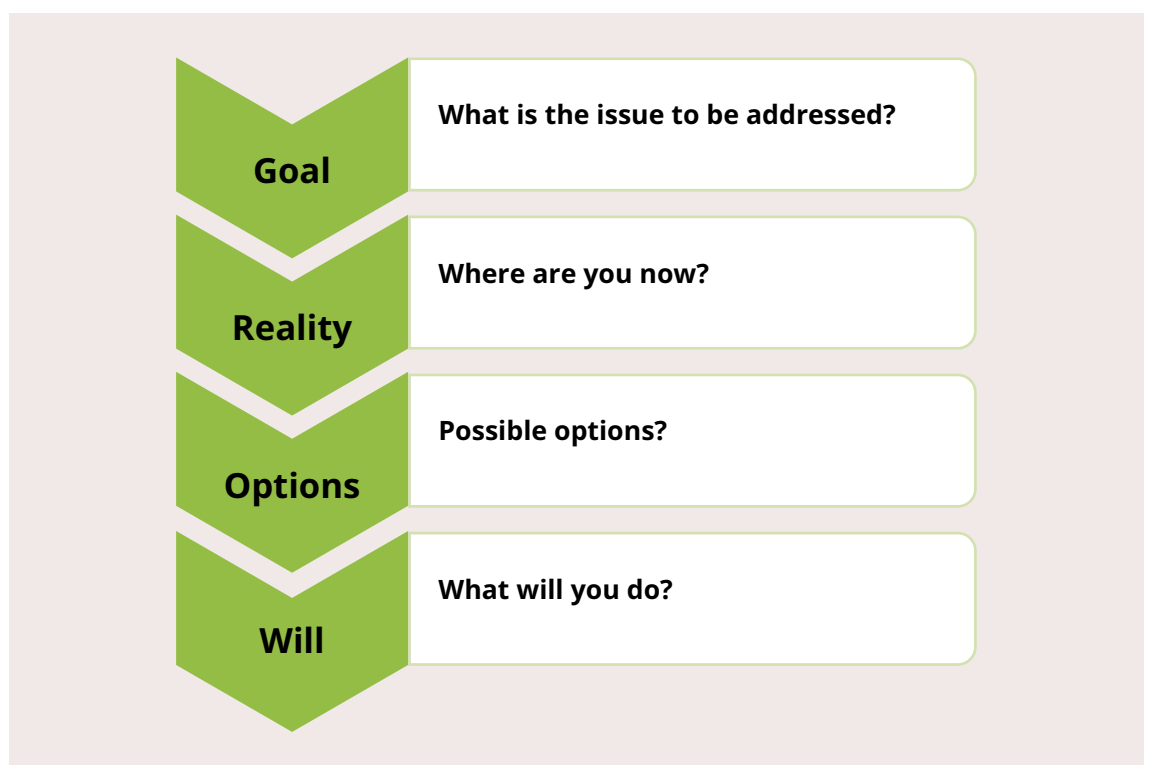 Goal
What is the issue to be addressed?
Reality
Where are you now?
Options
Possible options?
Will
What will you do?